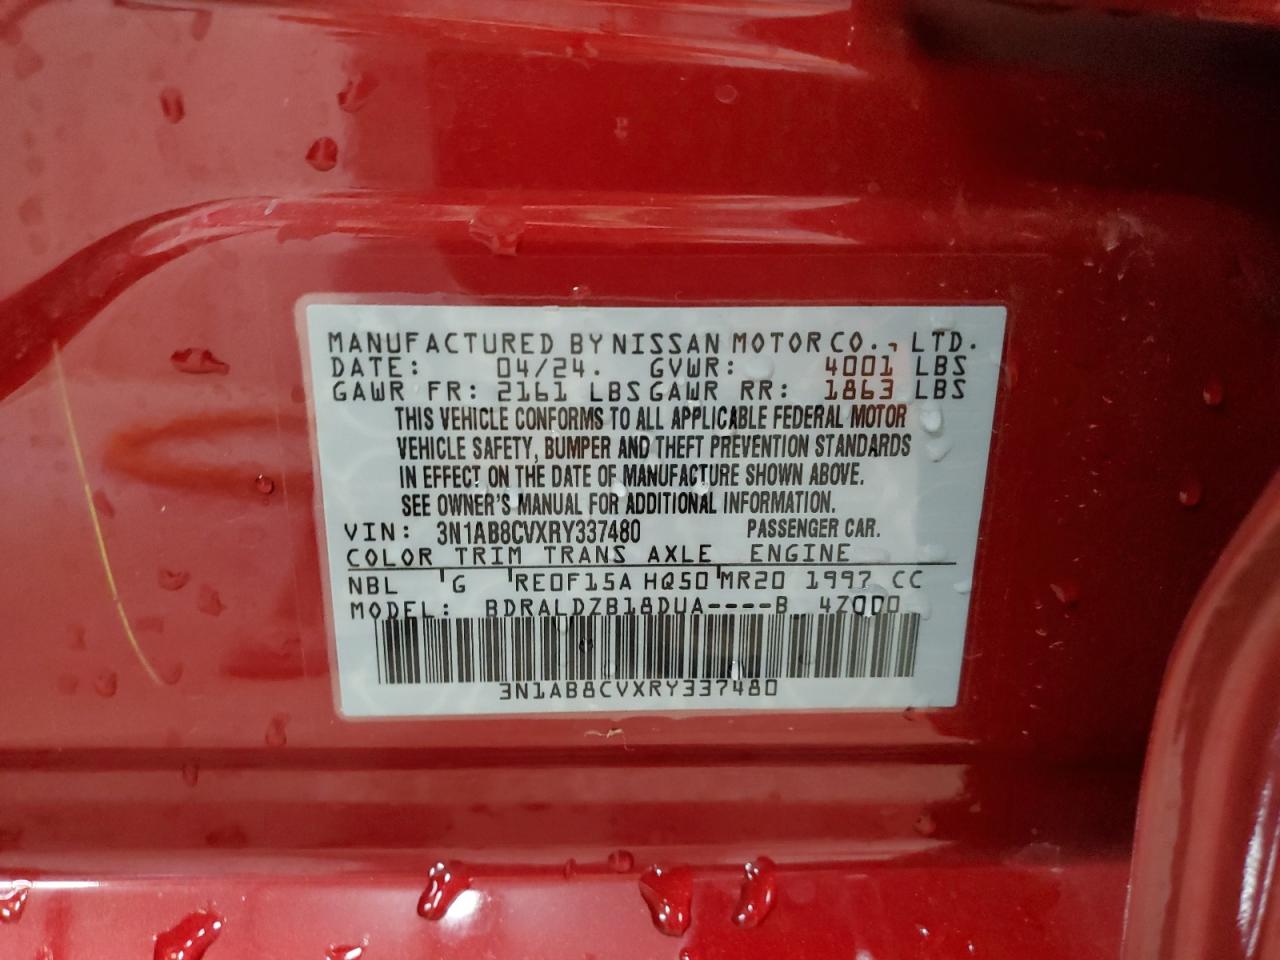 MANUFACTURED BY NISSAN MOTOR CO., LTD.
DATE: 04/24. GVWR: 4001 LBS
GAWR FR: 2161 LBS GAWR RR: 1863 LBS
THIS VEHICLE CONFORMS TO ALL APPLICABLE FEDERAL MOTOR
VEHICLE SAFETY, BUMPER AND THEFT PREVENTION STANDARDS
IN EFFECT ON THE DATE OF MANUFACTURE SHOWN ABOVE.
SEE OWNER'S MANUAL FOR ADDITIONAL INFORMATION.
VIN: 3N1AB8CVXRY337480 PASSENGER CAR.
COLOR TRIM TRANS AXLE ENGINE
NBL G RE0F15A HQ50 MR20 1997 CC
MODEL: BDRALDZB18DUA----B 4Z000
3N1AB8CVXRY337480